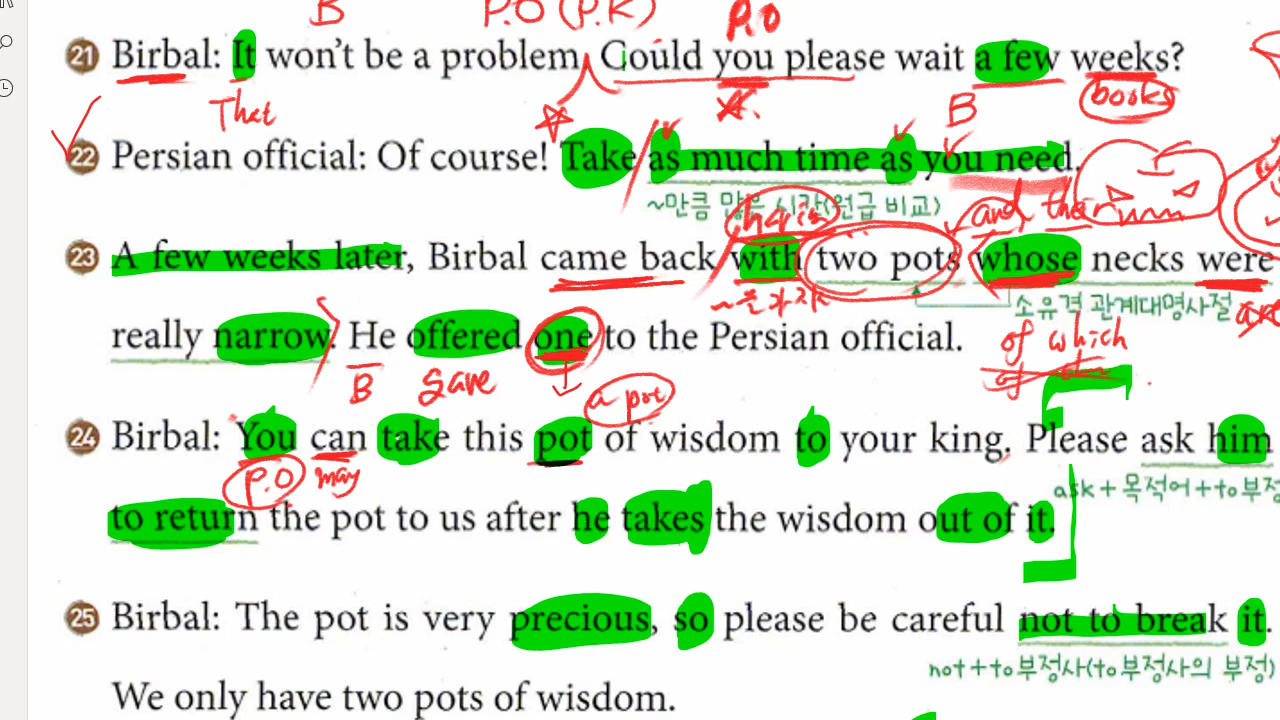 B P.O (P.K) P.O
21 Birbal: It won't be a problem. Could you please wait a few weeks?
That B books
22 Persian official: Of course! Take as much time as you need.
~만큼 많은 시간(원급 비교)
having and their
23 A few weeks later, Birbal came back with two pots whose necks were
~을 가지 소유격 관계대명사절 are
really narrow. He offered one to the Persian official.
of which
B gave a pot
24 Birbal: You can take this pot of wisdom to your king. Please ask him
P.O may ask+목적어+to부정
to return the pot to us after he takes the wisdom out of it.
25 Birbal: The pot is very precious, so please be careful not to break it.
not+to부정사(to부정사의 부정)
We only have two pots of wisdom.